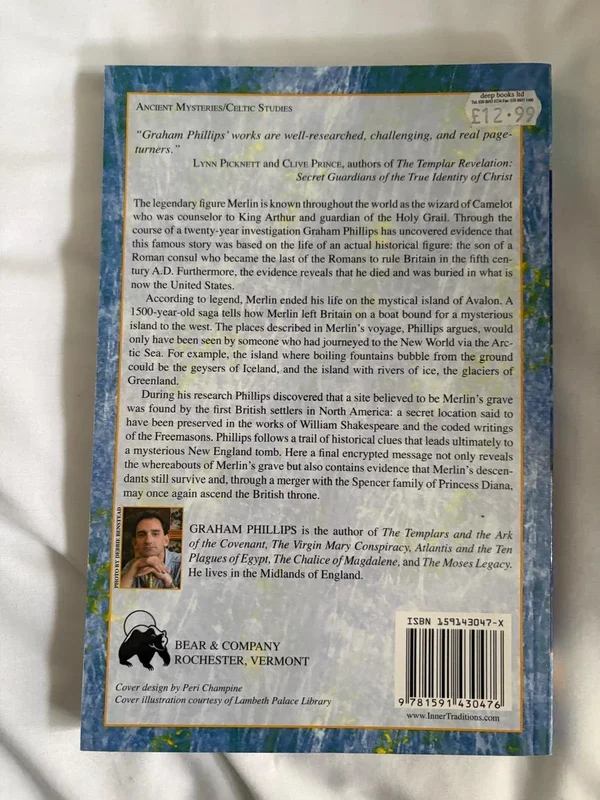 ANCIENT MYSTERIES/CELTIC STUDIES
deep books ltd
£12.99
"Graham Phillips' works are well-researched, challenging, and real page-
turners."
LYNN PICKNETT and CLIVE PRINCE, authors of The Templar Revelation:
Secret Guardians of the True Identity of Christ
The legendary figure Merlin is known throughout the world as the wizard of Camelot
who was counselor to King Arthur and guardian of the Holy Grail. Through the
course of a twenty-year investigation Graham Phillips has uncovered evidence that
this famous story was based on the life of an actual historical figure: the son of a
Roman consul who became the last of the Romans to rule Britain in the fifth cen-
tury A.D. Furthermore, the evidence reveals that he died and was buried in what is
now the United States.
According to legend, Merlin ended his life on the mystical island of Avalon. A
1500-year-old saga tells how Merlin left Britain on a boat bound for a mysterious
island to the west. The places described in Merlin's voyage, Phillips argues, would
only have been seen by someone who had journeyed to the New World via the Arc-
tic Sea. For example, the island where boiling fountains bubble from the ground
could be the geysers of Iceland, and the island with rivers of ice, the glaciers of
Greenland.
During his research Phillips discovered that a site believed to be Merlin's grave
was found by the first British settlers in North America: a secret location said to
have been preserved in the works of William Shakespeare and the coded writings
of the Freemasons. Phillips follows a trail of historical clues that leads ultimately to
a mysterious New England tomb. Here a final encrypted message not only reveals
the whereabouts of Merlin's grave but also contains evidence that Merlin's descen-
dants still survive and, through a merger with the Spencer family of Princess Diana,
may once again ascend the British throne.
PHOTO BY DEBBIE BENSTEAD
GRAHAM PHILLIPS is the author of The Templars and the Ark
of the Covenant, The Virgin Mary Conspiracy, Atlantis and the Ten
Plagues of Egypt, The Chalice of Magdalene, and The Moses Legacy.
He lives in the Midlands of England.
BEAR & COMPANY
ROCHESTER, VERMONT
Cover design by Peri Champine
Cover illustration courtesy of Lambeth Palace Library
ISBN 159143047-X
9 781591 430476
www.InnerTraditions.com